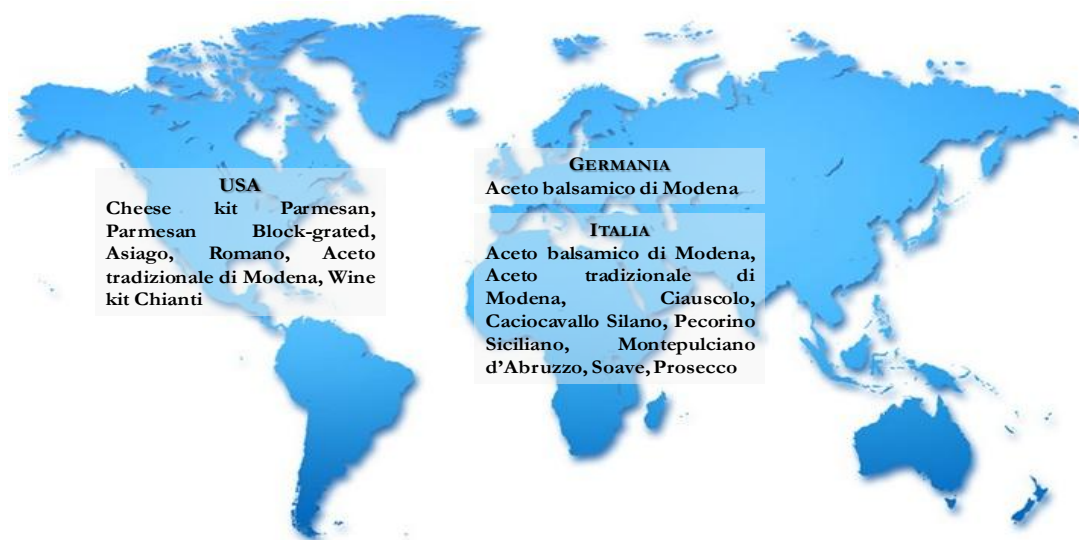 USA
Cheese kit Parmesan,
Parmesan Block-grated,
Asiago, Romano, Aceto
tradizionale di Modena, Wine
kit Chianti
GERMANIA
Aceto balsamico di Modena
ITALIA
Aceto balsamico di Modena,
Aceto tradizionale di
Modena, Ciauscolo,
Caciocavallo Silano, Pecorino
Siciliano, Montepulciano
d’Abruzzo, Soave, Prosecco